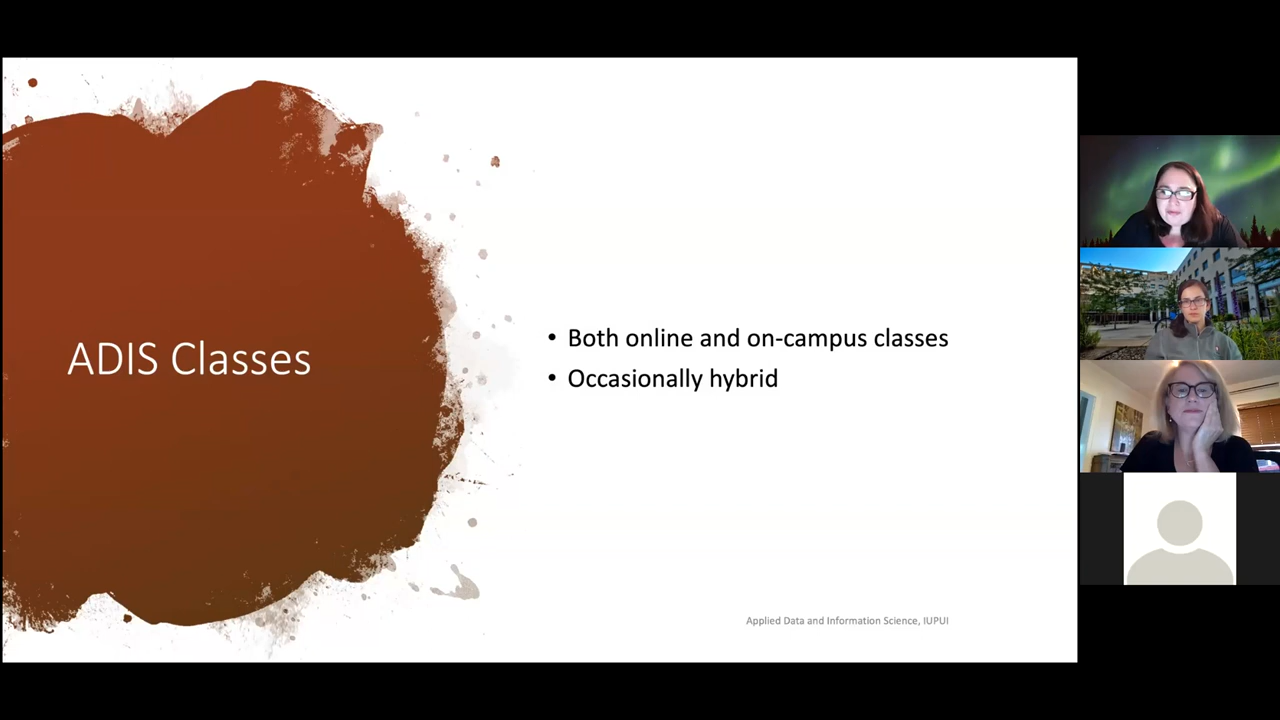 ADIS Classes
• Both online and on-campus classes
• Occasionally hybrid
Applied Data and Information Science, IUPUI